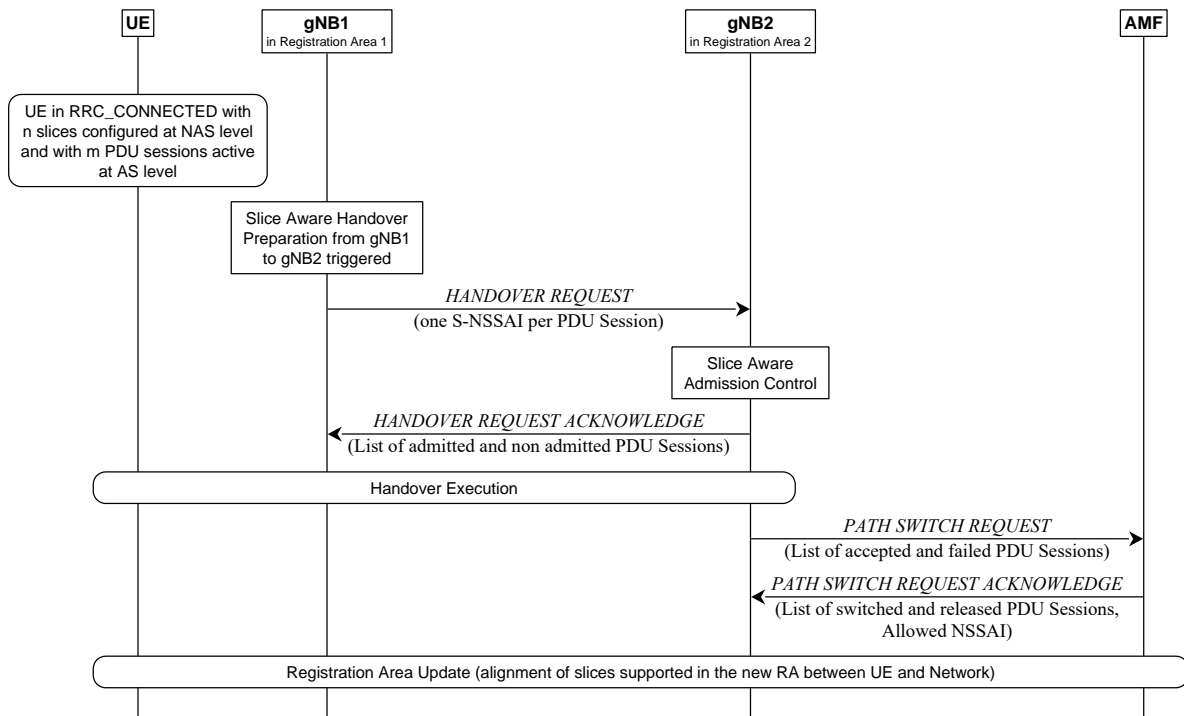 UE
gNB1
in Registration Area 1
gNB2
in Registration Area 2
AMF
UE in RRC_CONNECTED with
n slices configured at NAS level
and with m PDU sessions active
at AS level
Slice Aware Handover
Preparation from gNB1
to gNB2 triggered
HANDOVER REQUEST
(one S-NSSAI per PDU Session)
Slice Aware
Admission Control
HANDOVER REQUEST ACKNOWLEDGE
(List of admitted and non admitted PDU Sessions)
Handover Execution
PATH SWITCH REQUEST
(List of accepted and failed PDU Sessions)
PATH SWITCH REQUEST ACKNOWLEDGE
(List of switched and released PDU Sessions,
Allowed NSSAI)
Registration Area Update (alignment of slices supported in the new RA between UE and Network)